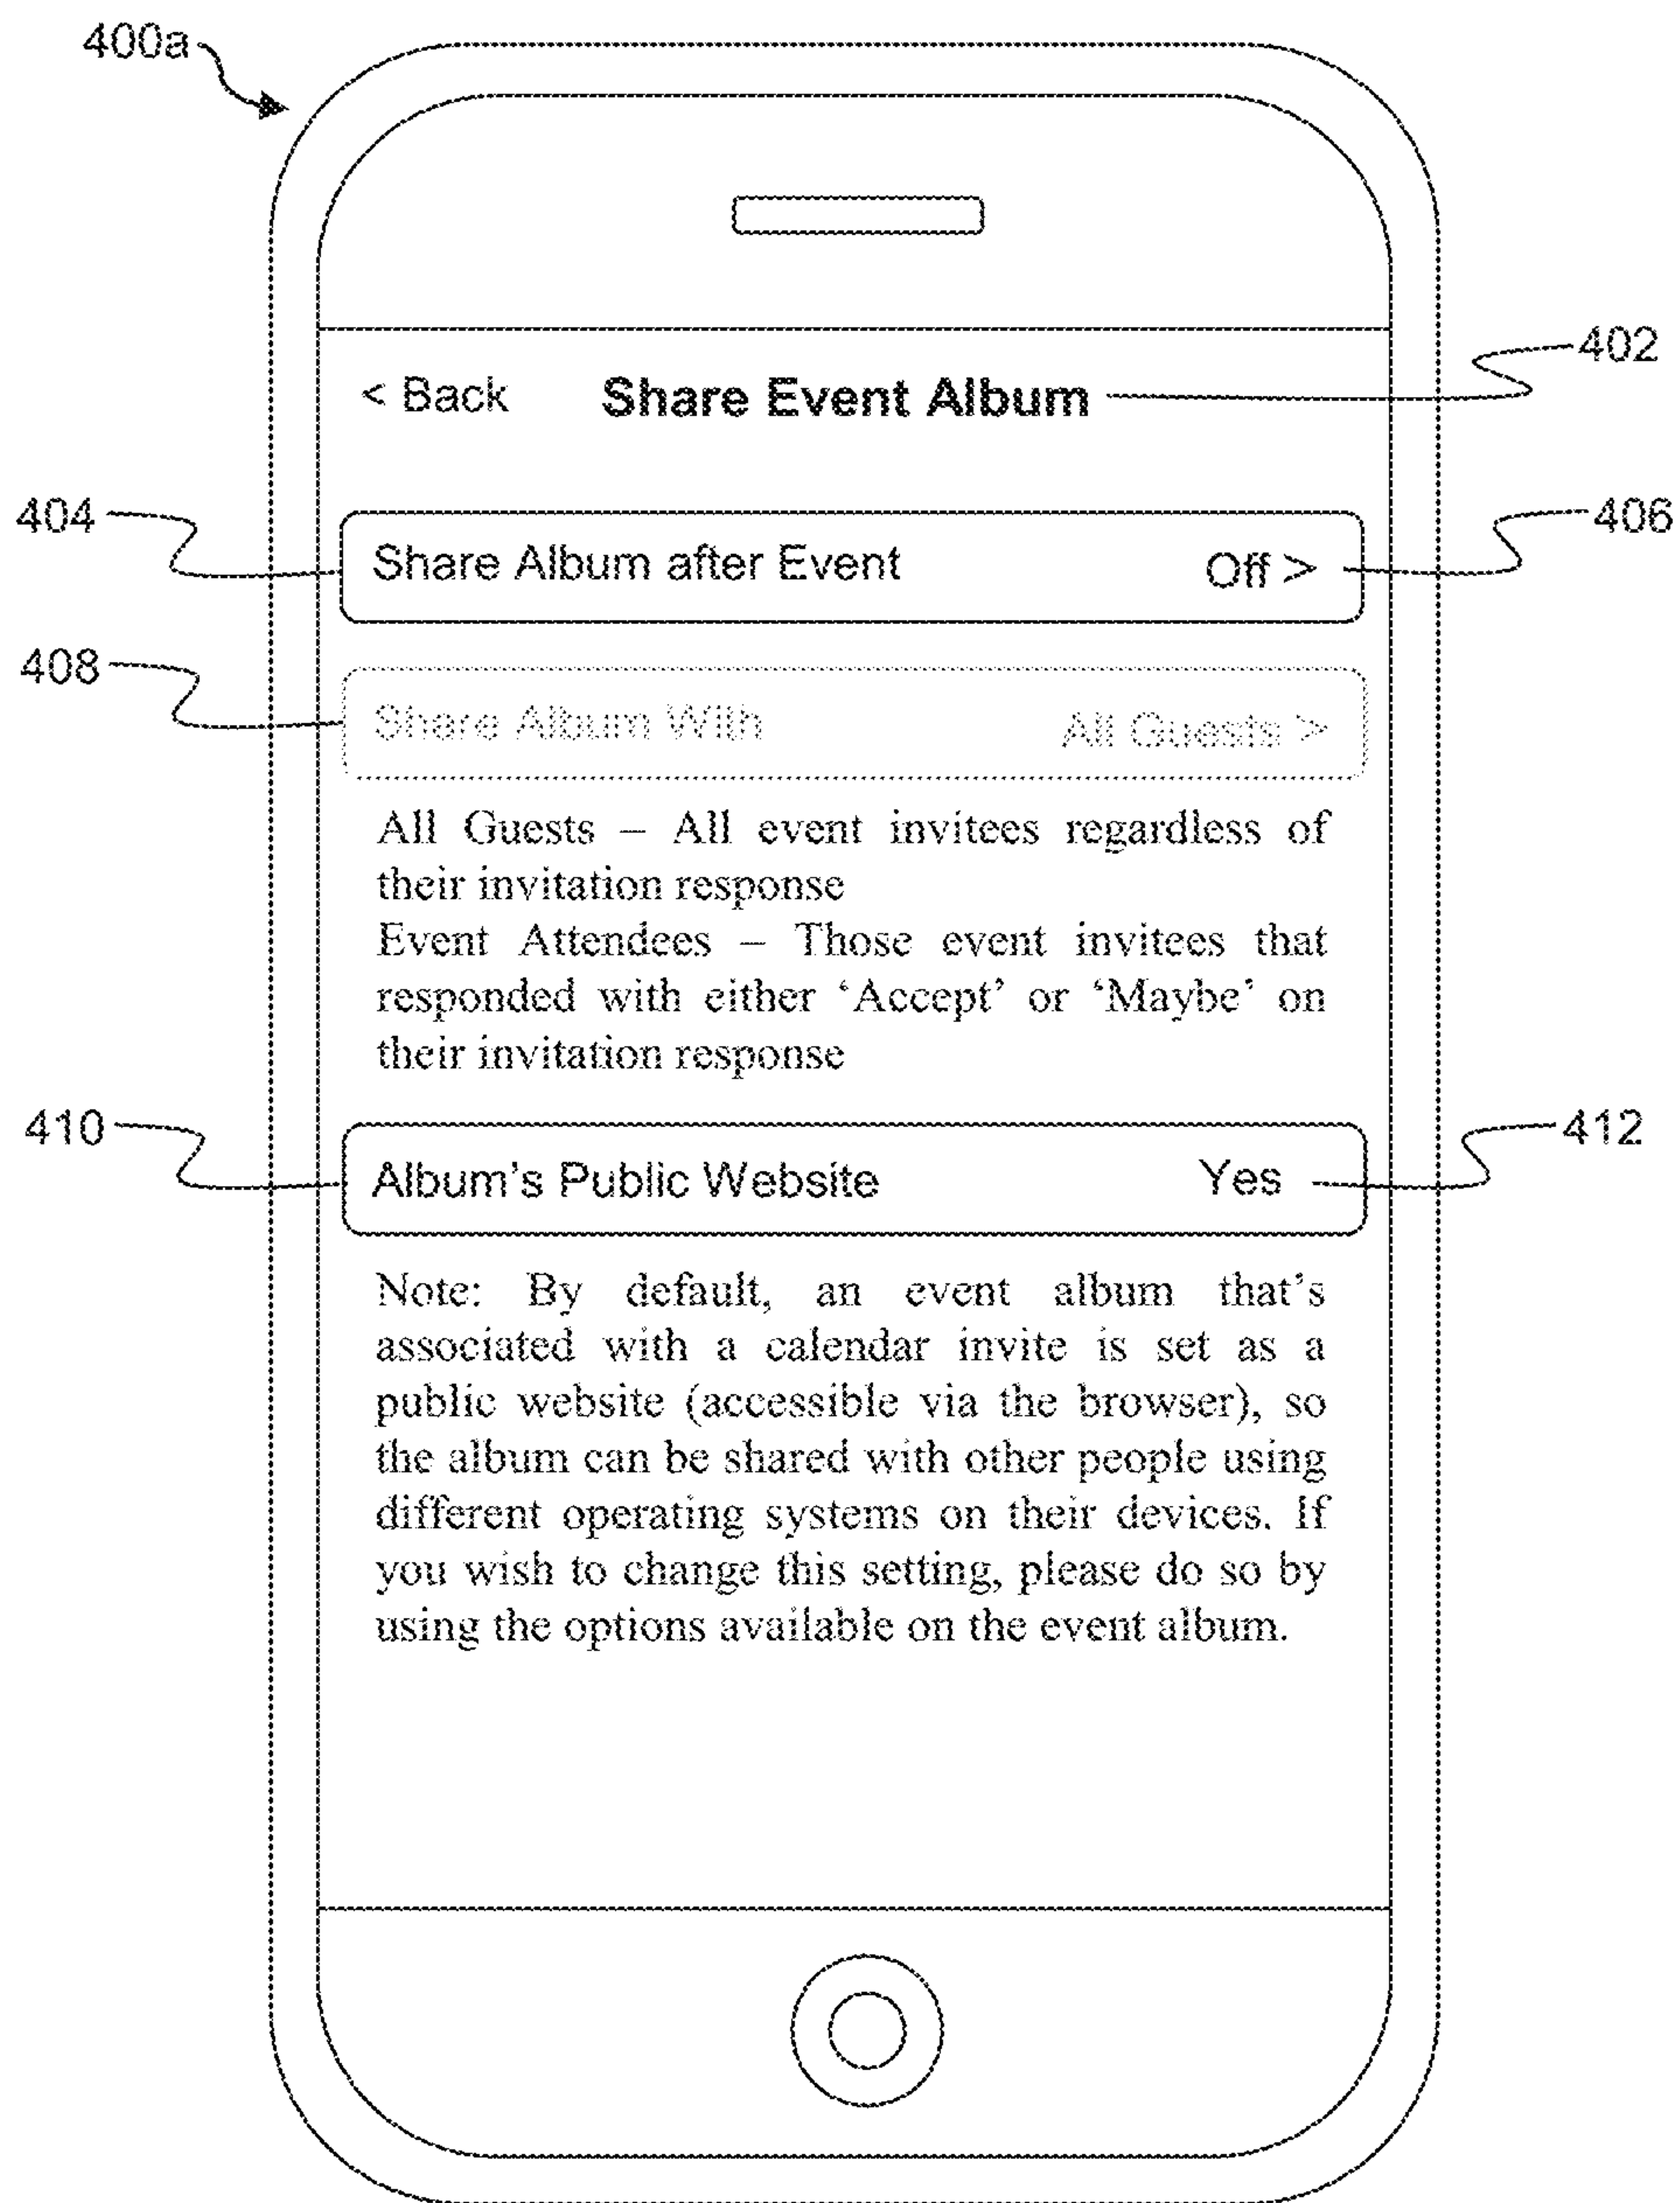 400a
402
< Back Share Event Album
404
406
Share Album after Event Off >
408
Share Album With All Guests >
All Guests – All event invitees regardless of
their invitation response
Event Attendees – Those event invitees that
responded with either ‘Accept’ or ‘Maybe’ on
their invitation response
410
412
Album's Public Website Yes
Note: By default, an event album that's
associated with a calendar invite is set as a
public website (accessible via the browser), so
the album can be shared with other people using
different operating systems on their devices. If
you wish to change this setting, please do so by
using the options available on the event album.